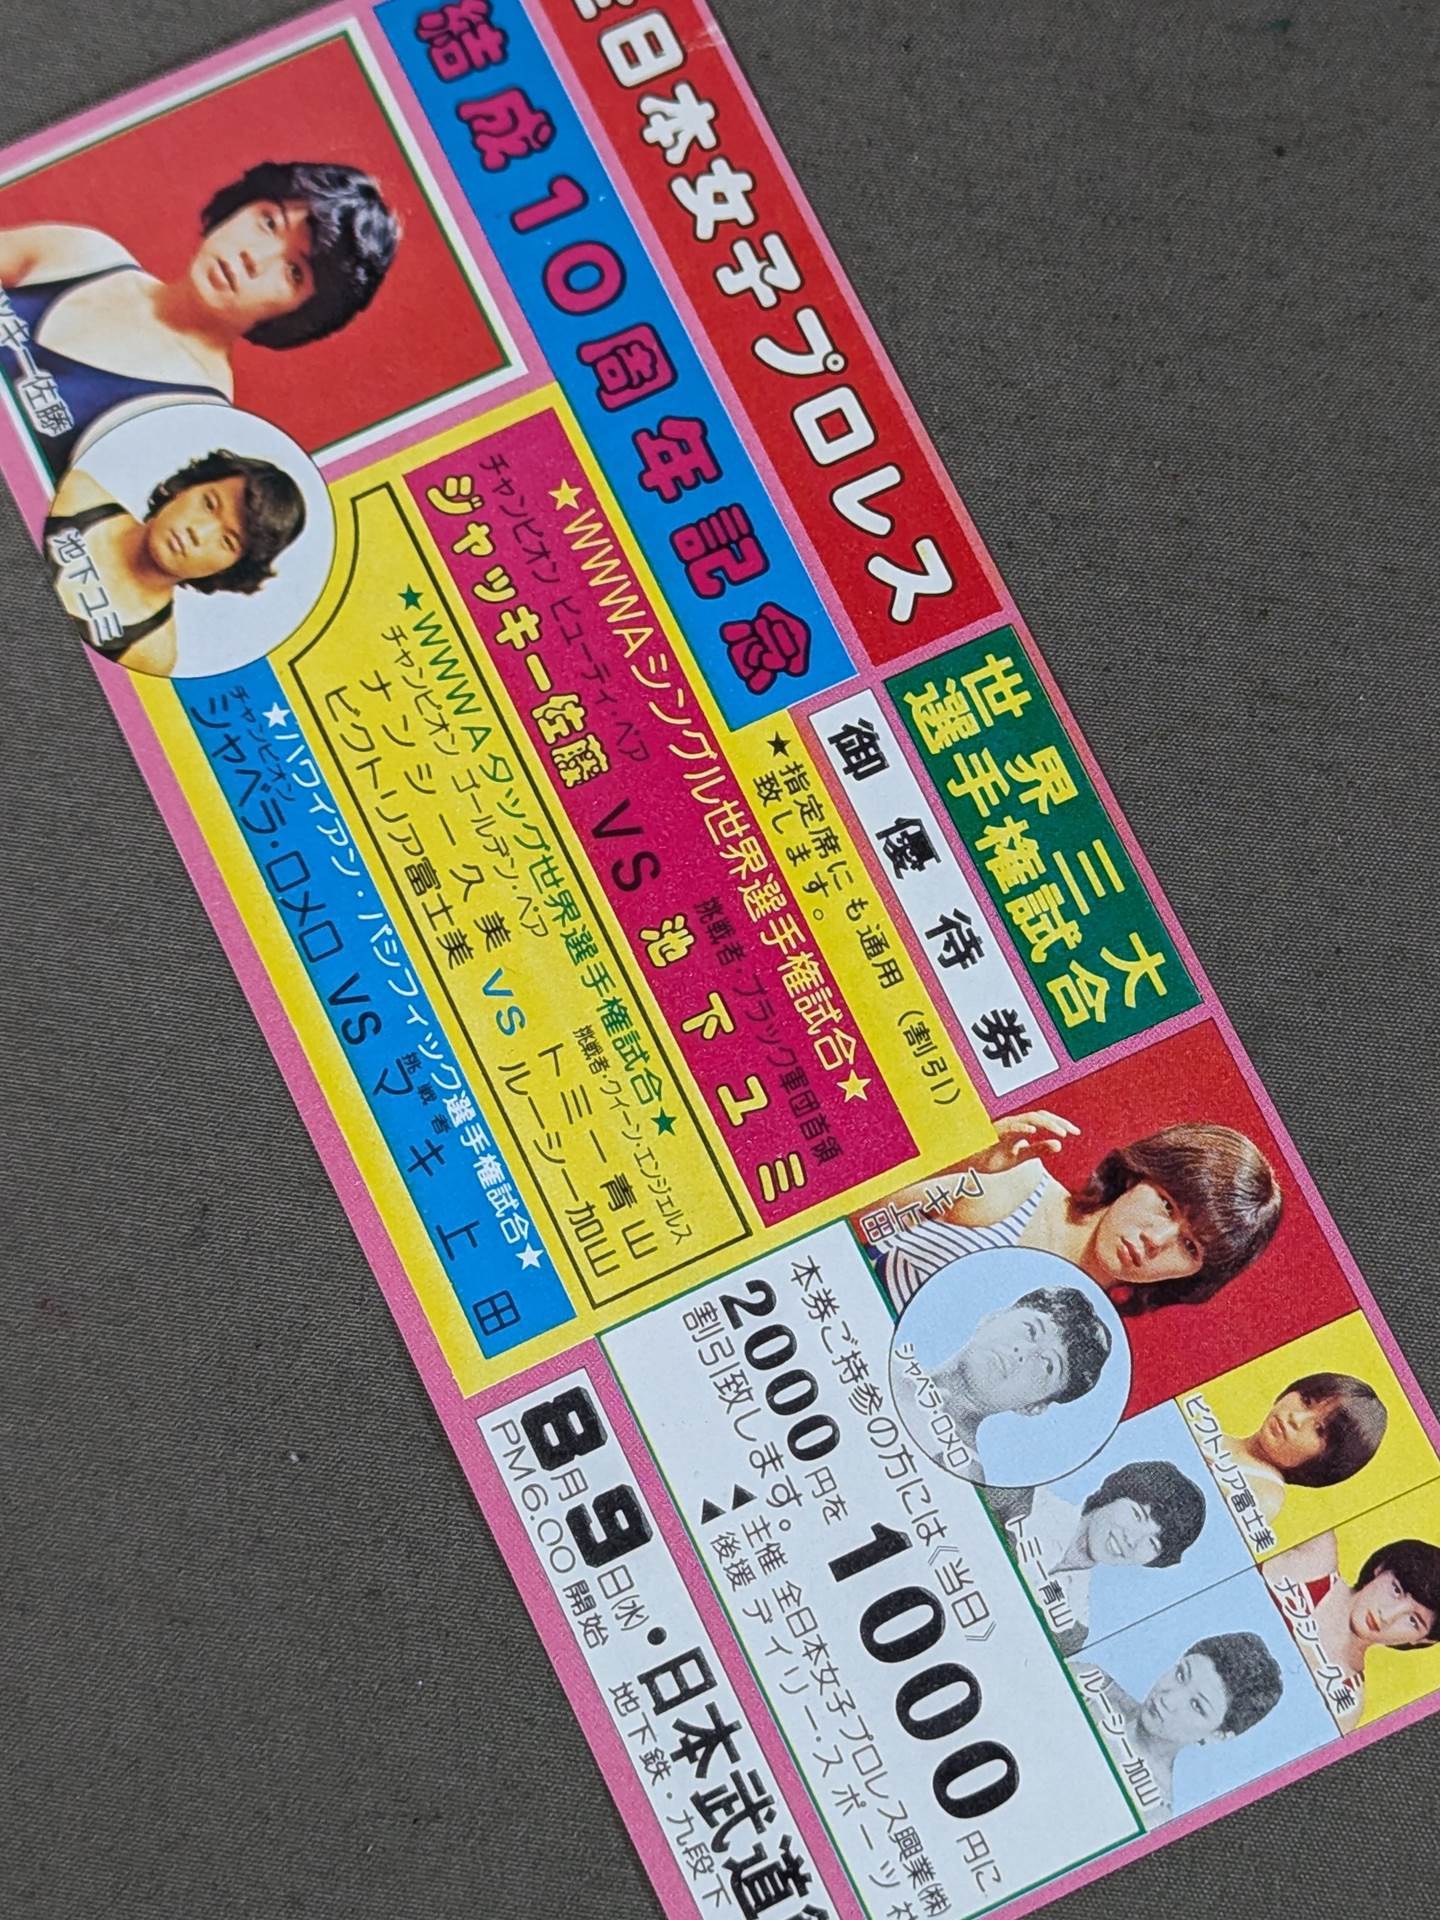 日本女子プロレス
結成10周年記念
世界三大
選手権試合
御優待券
★指定席にも通用(割引)
致します。
★WWWAシングル世界選手権試合★
チャンピオン ビューティ・ペア
挑戦者・ブラック軍団首領
ジャッキー佐藤 VS 池下ユミ
★WWWAタッグ世界選手権試合★
チャンピオン ゴールデン・ペア
挑戦者・クイーン・エンジェルス
ナンシー久美
ビクトリア富士美
VS
トミー青山
ルーシー加山
★ハワイアン・パシフィック選手権試合★
チャンピオン
挑戦者
ジャベラ・ロメロ VS マキ上田
ッキー佐藤
池下ユミ
マキ上田
ジャベラ・ロメロ
ビクトリア富士美
トミー青山
ナンシー久美
ルーシー加山
本券ご持参の方には《当日》
2000円を1000円に
割引致します。
◀主催 全日本女子プロレス興業(株)
◀後援 デイリー・スポーツ社
8月9日(水)・日本武道
PM6.00開始 地下鉄・九段下